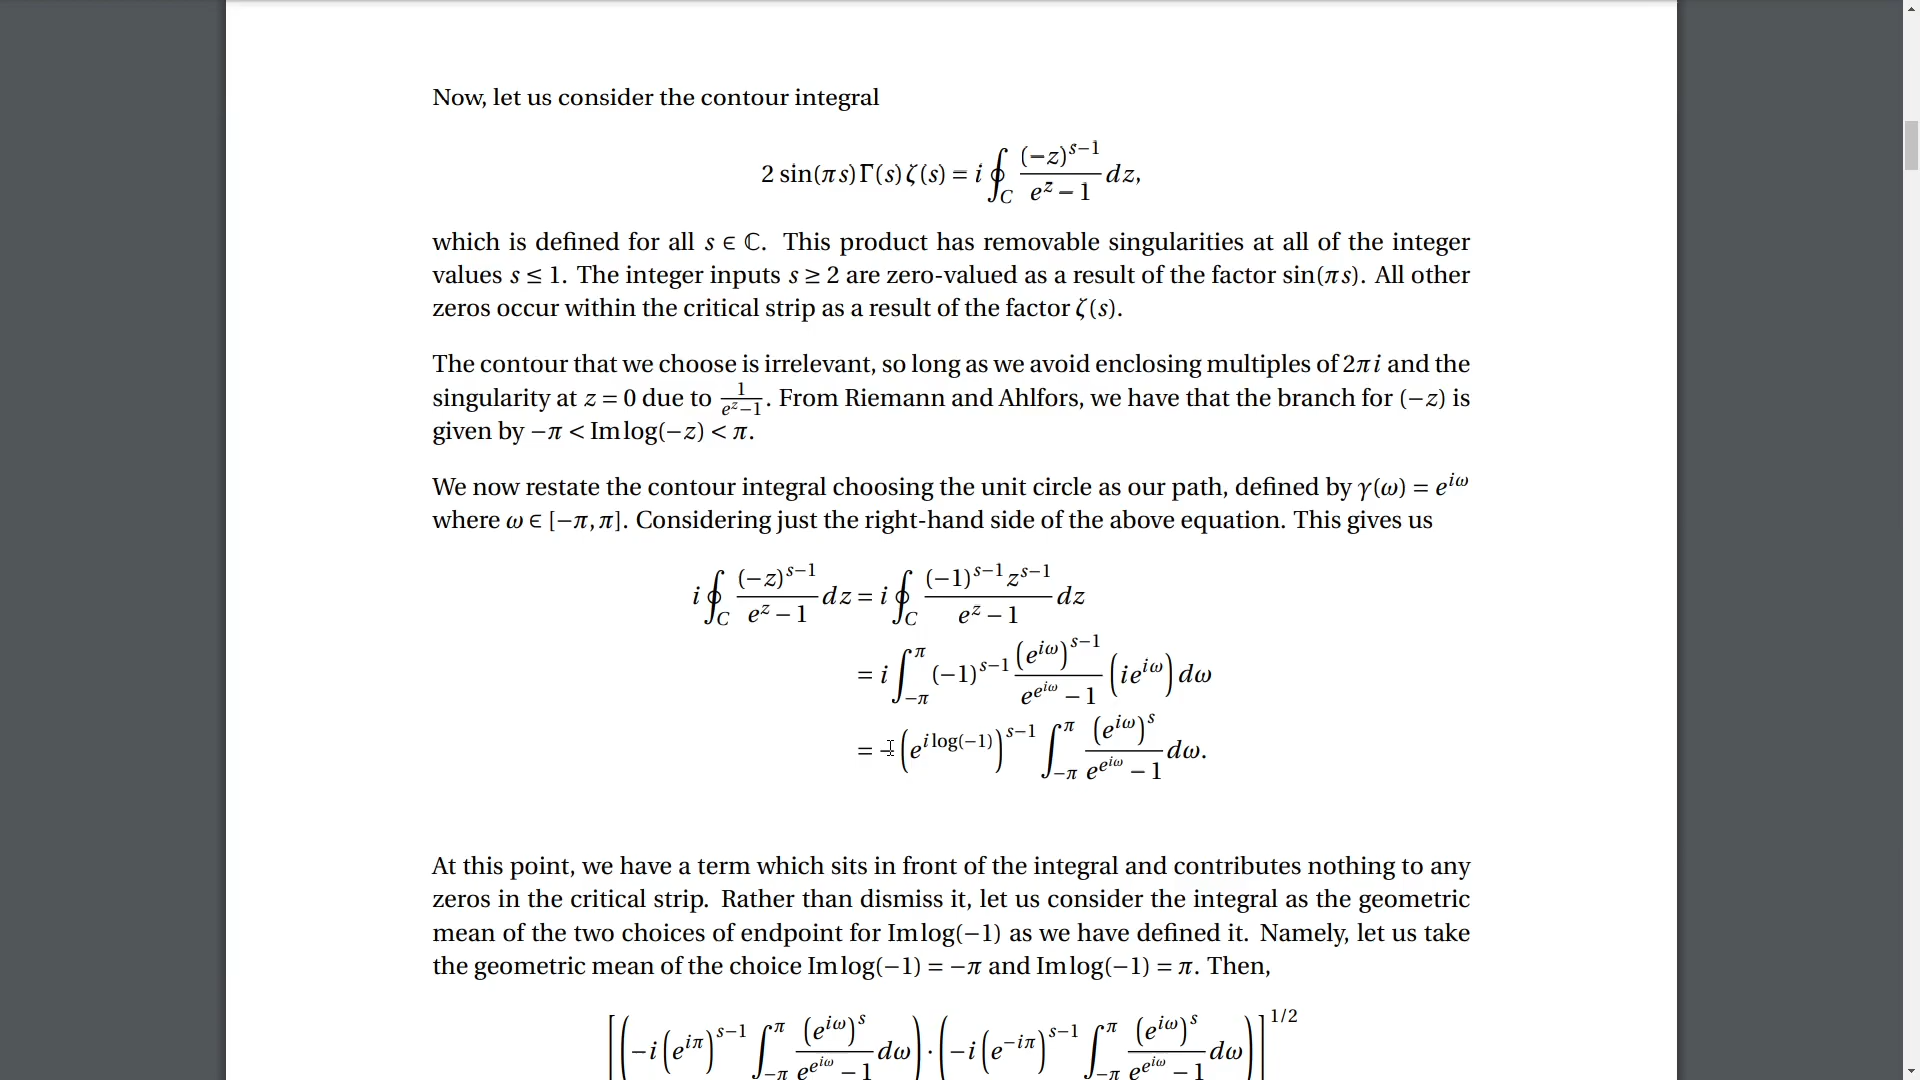 Now, let us consider the contour integral
2 sin(πs)Γ(s)ζ(s) = i ∮_C (−z)^{s−1} / (e^z − 1) dz,
which is defined for all s ∈ ℂ. This product has removable singularities at all of the integer
values s ≤ 1. The integer inputs s ≥ 2 are zero-valued as a result of the factor sin(πs). All other
zeros occur within the critical strip as a result of the factor ζ(s).
The contour that we choose is irrelevant, so long as we avoid enclosing multiples of 2πi and the
singularity at z = 0 due to 1/(e^z−1). From Riemann and Ahlfors, we have that the branch for (−z) is
given by −π < Im log(−z) < π.
We now restate the contour integral choosing the unit circle as our path, defined by γ(ω) = e^{iω}
where ω ∈ [−π, π]. Considering just the right-hand side of the above equation. This gives us
i ∮_C (−z)^{s−1} / (e^z − 1) dz = i ∮_C (−1)^{s−1} z^{s−1} / (e^z − 1) dz
= i ∫_{−π}^{π} (−1)^{s−1} (e^{iω})^{s−1} / (e^{e^{iω}} − 1) (ie^{iω}) dω
= − (e^{i log(−1)})^{s−1} ∫_{−π}^{π} (e^{iω})^s / (e^{e^{iω}} − 1) dω.
At this point, we have a term which sits in front of the integral and contributes nothing to any
zeros in the critical strip. Rather than dismiss it, let us consider the integral as the geometric
mean of the two choices of endpoint for Im log(−1) as we have defined it. Namely, let us take
the geometric mean of the choice Im log(−1) = −π and Im log(−1) = π. Then,
[(−i (e^{iπ})^{s−1} ∫_{−π}^{π} (e^{iω})^s / (e^{e^{iω}} − 1) dω) · (−i (e^{−iπ})^{s−1} ∫_{−π}^{π} (e^{iω})^s / (e^{e^{iω}} − 1) dω)]^{1/2}